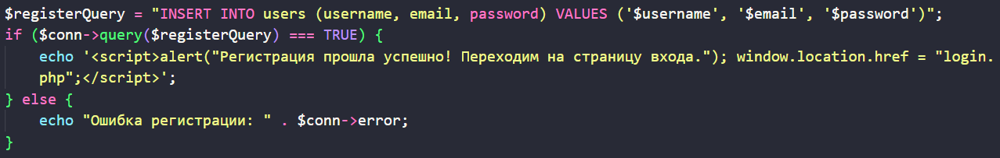 $registerQuery = "INSERT INTO users (username, email, password) VALUES ('$username', '$email', '$password')";
if ($conn->query($registerQuery) === TRUE) {
    echo '<script>alert("Регистрация прошла успешно! Переходим на страницу входа."); window.location.href = "login.
    php";</script>';
} else {
    echo "Ошибка регистрации: " . $conn->error;
}